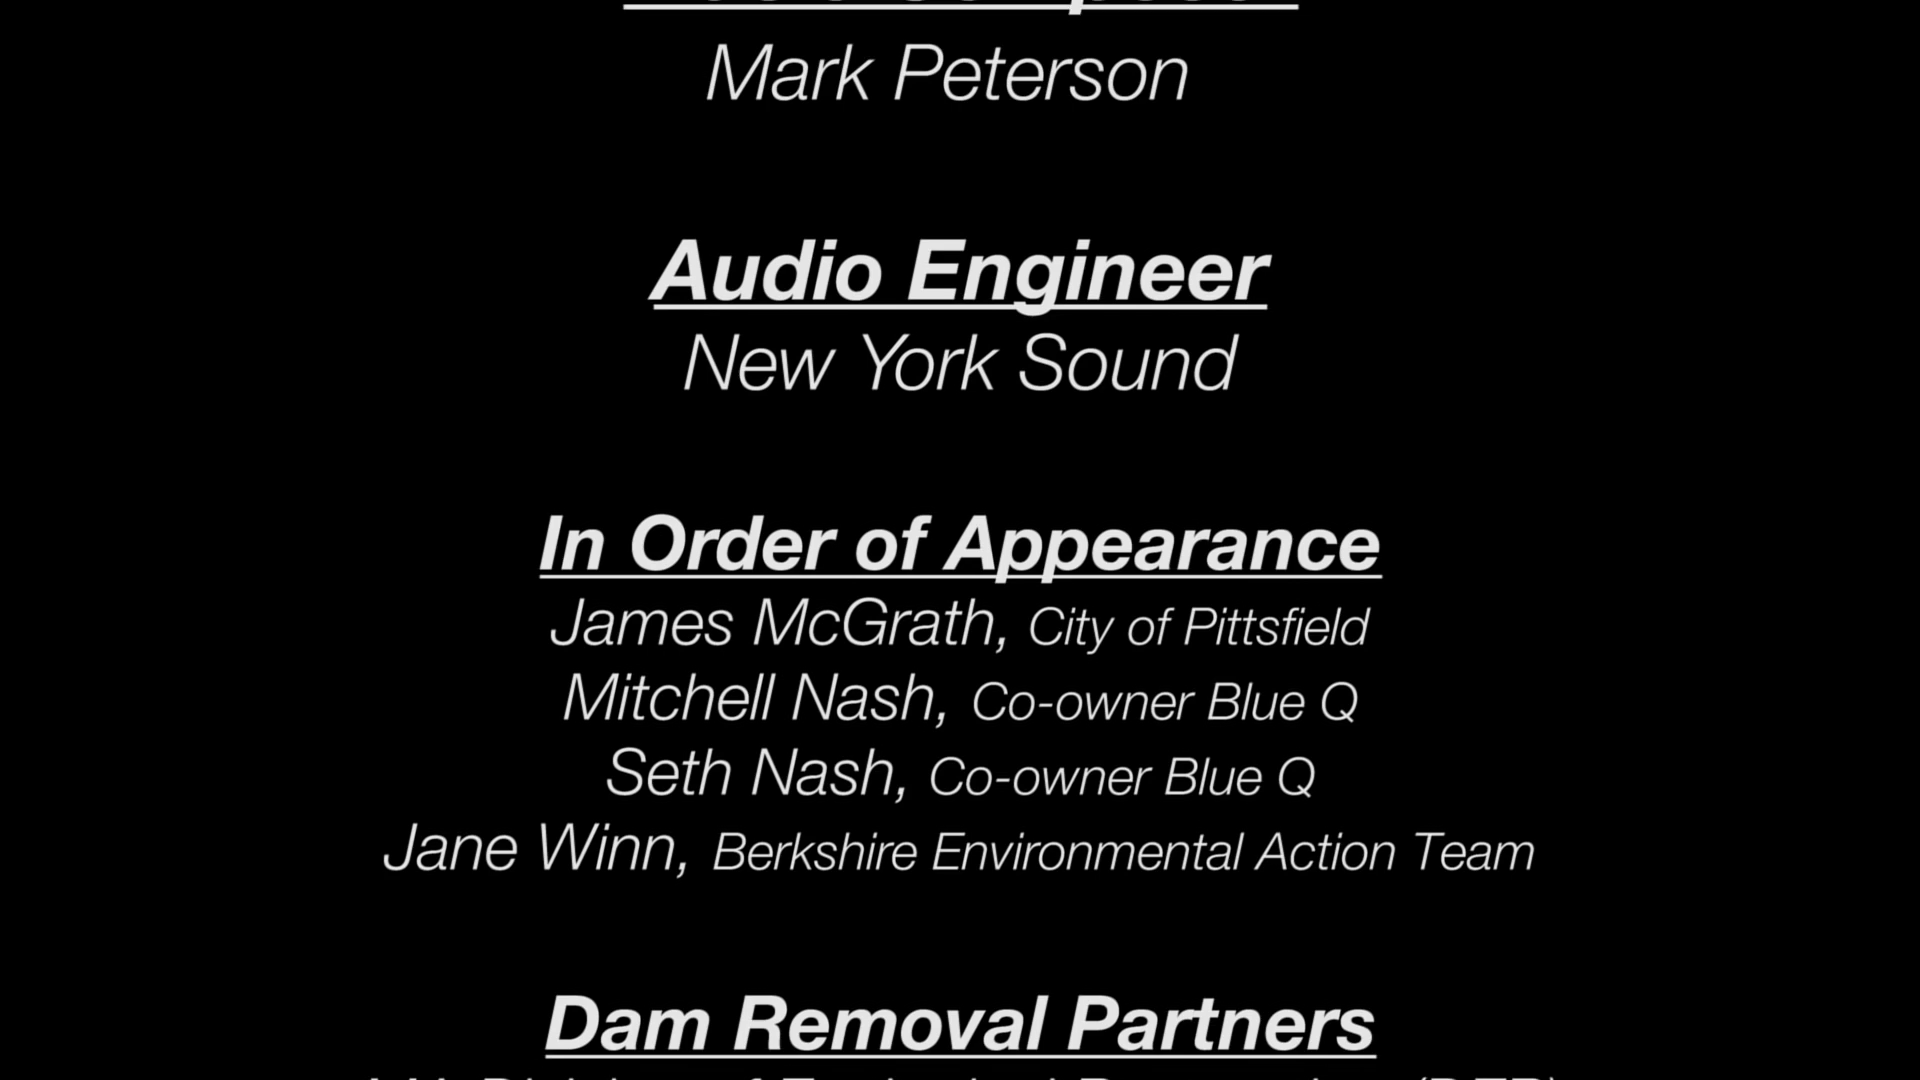 Mark Peterson
Audio Engineer
New York Sound
In Order of Appearance
James McGrath, City of Pittsfield
Mitchell Nash, Co-owner Blue Q
Seth Nash, Co-owner Blue Q
Jane Winn, Berkshire Environmental Action Team
Dam Removal Partners